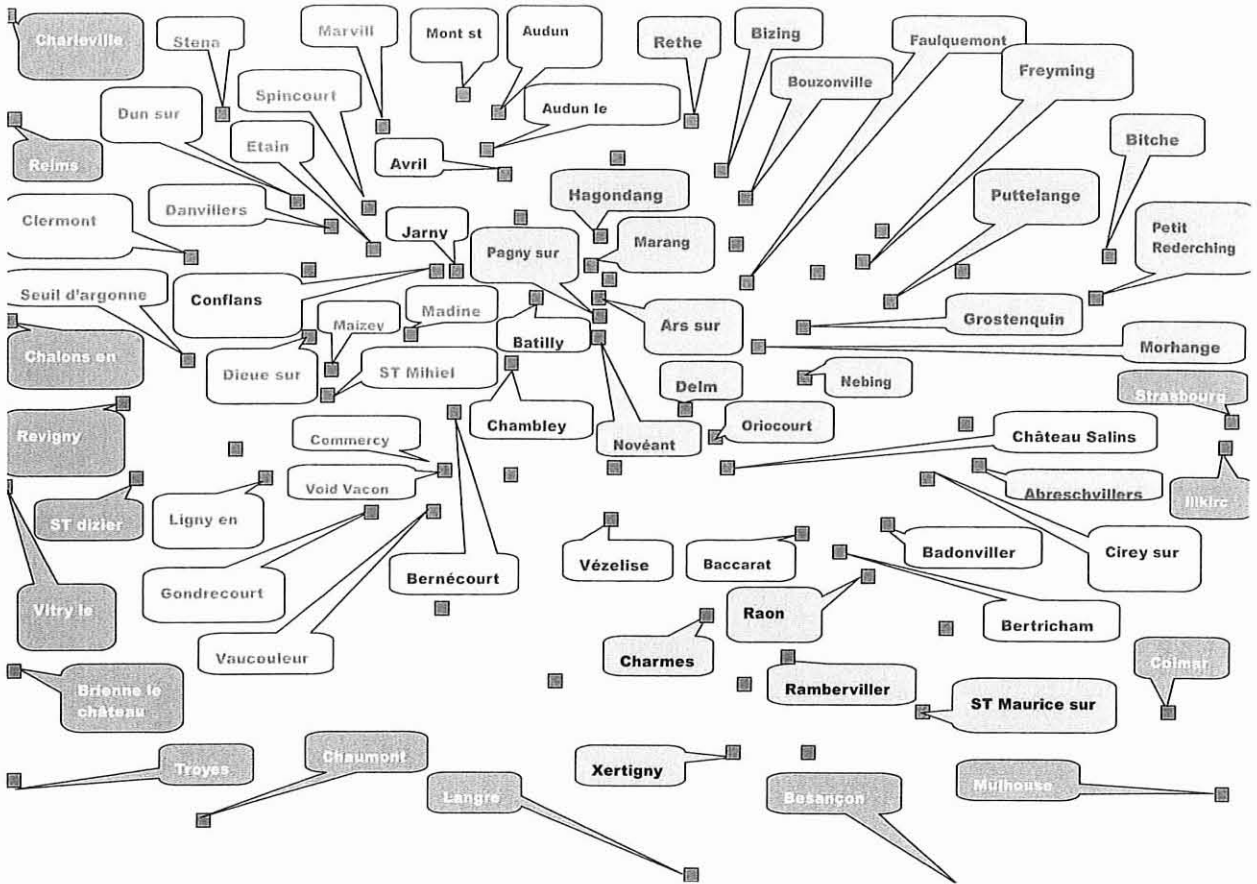 Charleville
Stena
Marvill
Mont st
Audun
Rethe
Bizing
Faulquemont
Freyming
Bouzonville
Spincourt
Dun sur
Audun le
Etain
Avril
Bitche
Reims
Hagondang
Puttelange
Clermont
Danvillers
Jarny
Marang
Petit
Rederching
Pagny sur
Seuil d'argonne
Conflans
Maizey
Madine
Ars sur
Grostenquin
Batilly
Chalons en
Dieue sur
ST Mihiel
Morhange
Delm
Nebing
Strasbourg
Revigny
Commercy
Chambley
Novéant
Oriocourt
Château Salins
Void Vacon
Abreschvillers
Illkirc
ST dizier
Ligny en
Vézelise
Baccarat
Badonviller
Cirey sur
Bernécourt
Gondrecourt
Vitry le
Raon
Bertricham
Vaucouleur
Charmes
Colmar
Brienne le
château
Ramberviller
ST Maurice sur
Chaumont
Troyes
Xertigny
Langre
Besançon
Mulhouse